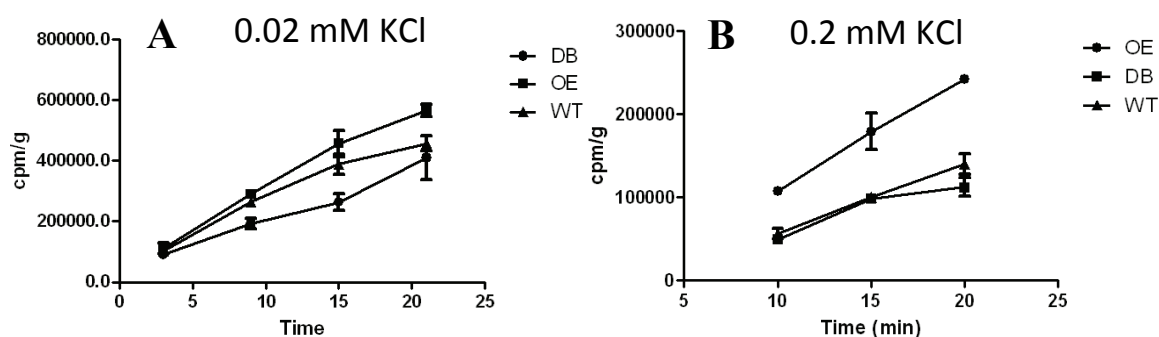 A 0.02 mM KCl
800000.0
600000.0
400000.0
200000.0
0.0
cpm/g
0 5 10 15 20 25
Time
DB
OE
WT
B 0.2 mM KCl
300000
200000
100000
0
cpm/g
5 10 15 20 25
Time (min)
OE
DB
WT